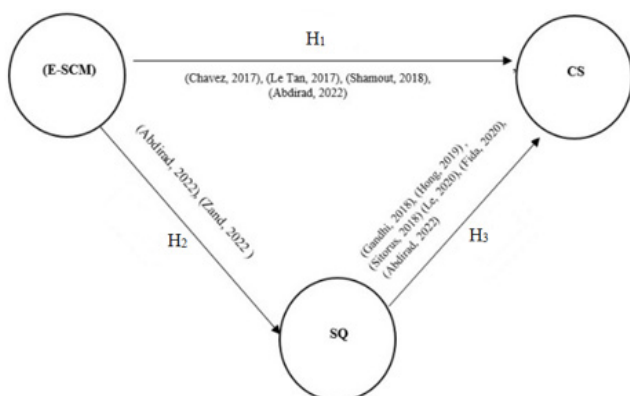 H1
(E-SCM)
CS
(Chavez, 2017), (Le Tan, 2017), (Shamout, 2018),
(Abdirad, 2022)
(Abdirad, 2022), (Zand, 2022 )
H2
(Gandhi, 2018), (Hong, 2019) ,
(Sitorus, 2018) (Le, 2020), (Fida, 2020),
(Abdirad, 2022)
H3
SQ